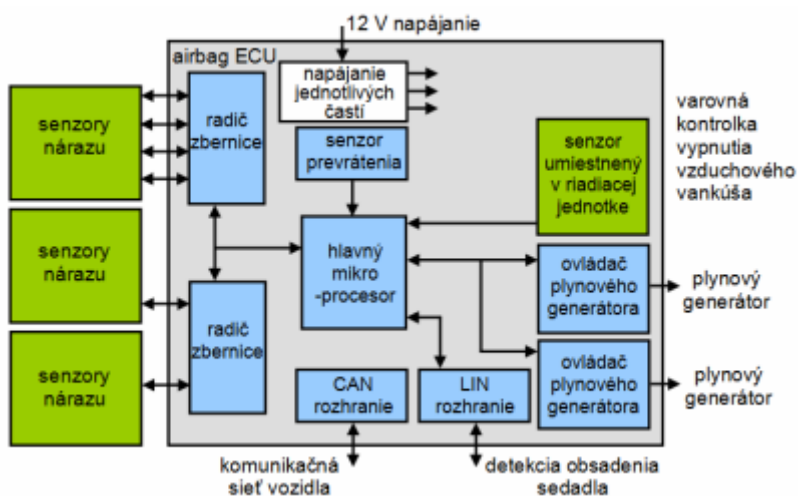 12 V napájanie
airbag ECU
senzory
nárazu
radič
zbernice
napájanie
jednotlivých
častí
senzor
prevrátenia
senzor
umiestnený
v riadiacej
jednotke
varovná
kontrolka
vypnutia
vzduchového
vankúša
senzory
nárazu
hlavný
mikro
-procesor
ovládač
plynového
generátora
plynový
generátor
radič
zbernice
senzory
nárazu
CAN
rozhranie
LIN
rozhranie
ovládač
plynového
generátora
plynový
generátor
komunikačná
sieť vozidla
detekcia obsadenia
sedadla